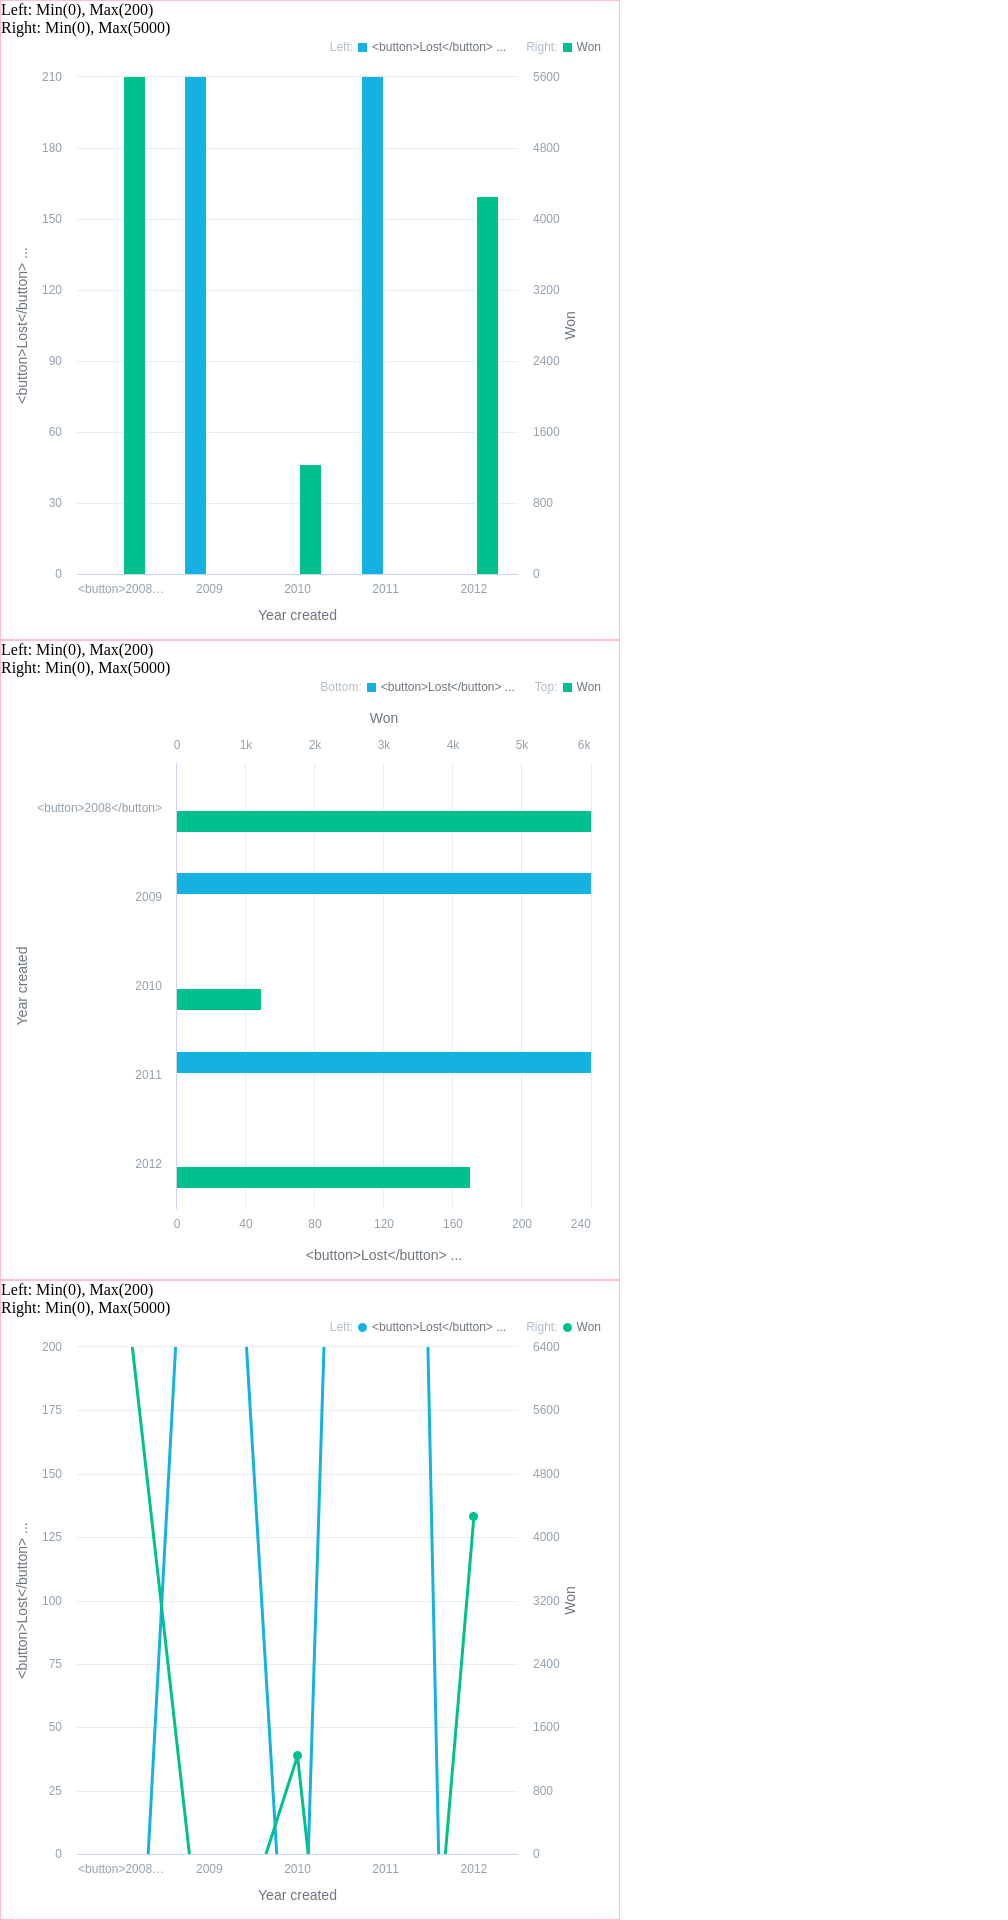 Left: Min(0), Max(200)
Right: Min(0), Max(5000)
Left: <button>Lost</button> ... Right: Won
210 5600
180 4800
150 4000
120 3200
90 2400
60 1600
30 800
0 0
<button>Lost</button> ...
Won
<button>2008… 2009 2010 2011 2012
Year created
Left: Min(0), Max(200)
Right: Min(0), Max(5000)
Bottom: <button>Lost</button> ... Top: Won
Won
0 1k 2k 3k 4k 5k 6k
<button>2008</button>
2009
2010
2011
2012
Year created
0 40 80 120 160 200 240
<button>Lost</button> ...
Left: Min(0), Max(200)
Right: Min(0), Max(5000)
Left: <button>Lost</button> ... Right: Won
200 6400
175 5600
150 4800
125 4000
100 3200
75 2400
50 1600
25 800
0 0
<button>Lost</button> ...
Won
<button>2008… 2009 2010 2011 2012
Year created